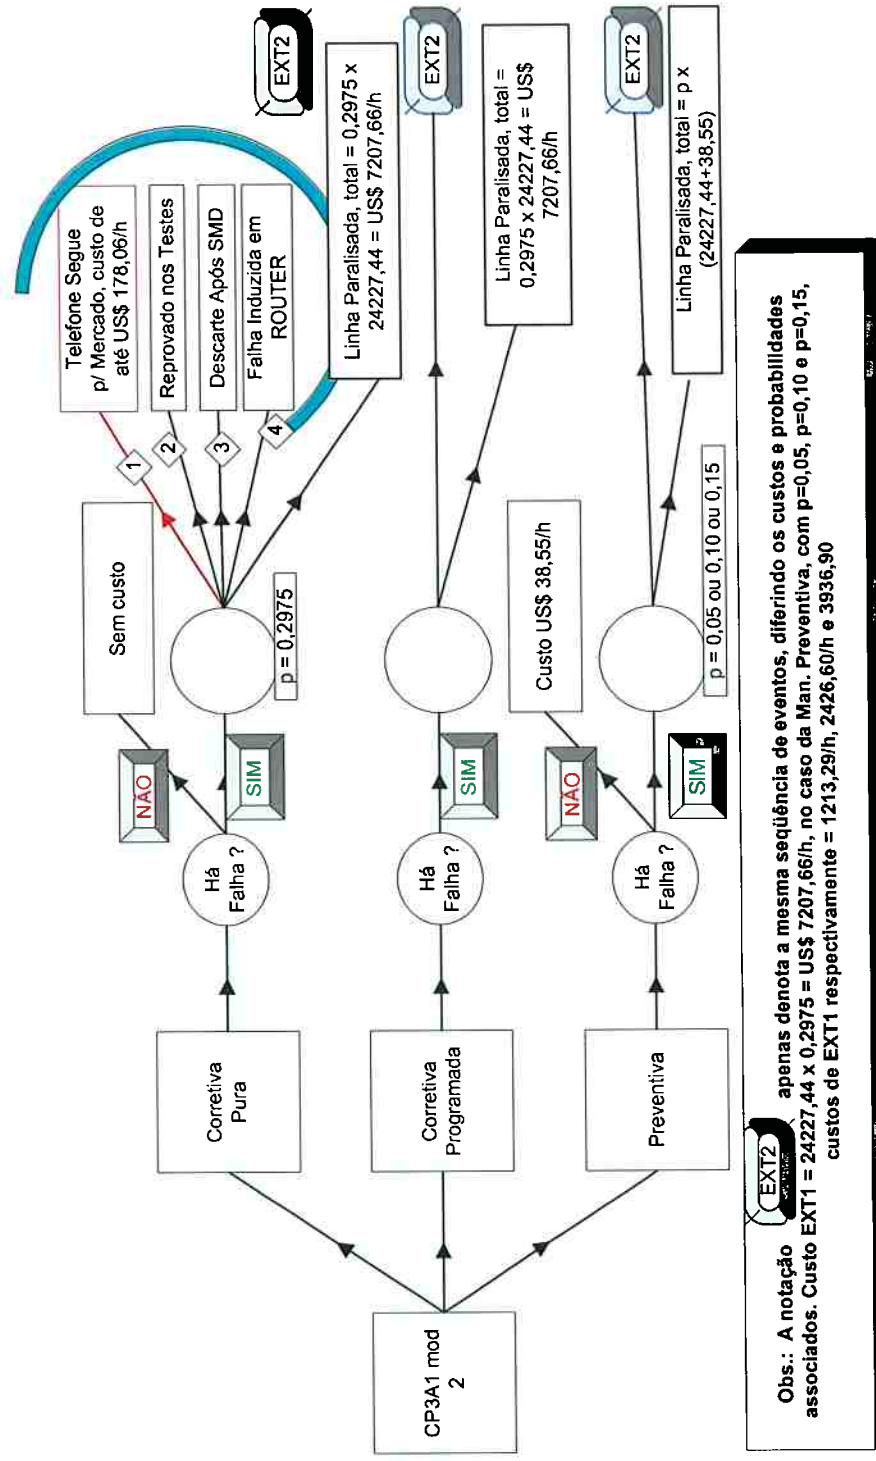 CP3A1 mod
2
Corretiva
Pura
Há
Falha ?
NÃO
Sem custo
SIM
p = 0,2975
1
Telefone Segue
p/ Mercado, custo de
até US$ 178,06/h
2
Reprovado nos Testes
3
Descarte Após SMD
4
Falha Induzida em
ROUTER
EXT2
Linha Paralisada, total = 0,2975 x
24227,44 = US$ 7207,66/h
Corretiva
Programada
Há
Falha ?
SIM
EXT2
Linha Paralisada, total =
0,2975 x 24227,44 = US$
7207,66/h
Preventiva
Há
Falha ?
NÃO
Custo US$ 38,55/h
SIM
p = 0,05 ou 0,10 ou 0,15
EXT2
Linha Paralisada, total = p x
(24227,44+38,55)
Obs.: A notação EXT2 apenas denota a mesma seqüência de eventos, diferindo os custos e probabilidades
associados. Custo EXT1 = 24227,44 x 0,2975 = US$ 7207,66/h, no caso da Man. Preventiva, com p=0,05, p=0,10 e p=0,15,
custos de EXT1 respectivamente = 1213,29/h, 2426,60/h e 3936,90